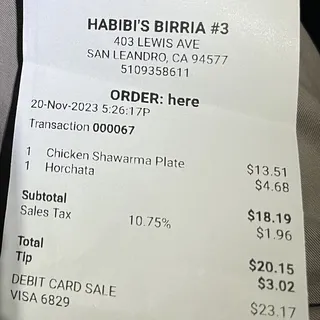 HABIBI'S BIRRIA #3
403 LEWIS AVE
SAN LEANDRO, CA 94577
5109358611
ORDER: here
20-Nov-2023 5:26:17P
Transaction 000067
1 Chicken Shawarma Plate $13.51
1 Horchata $4.68
Subtotal $18.19
Sales Tax 10.75% $1.96
Total $20.15
Tip $3.02
DEBIT CARD SALE $23.17
VISA 6829